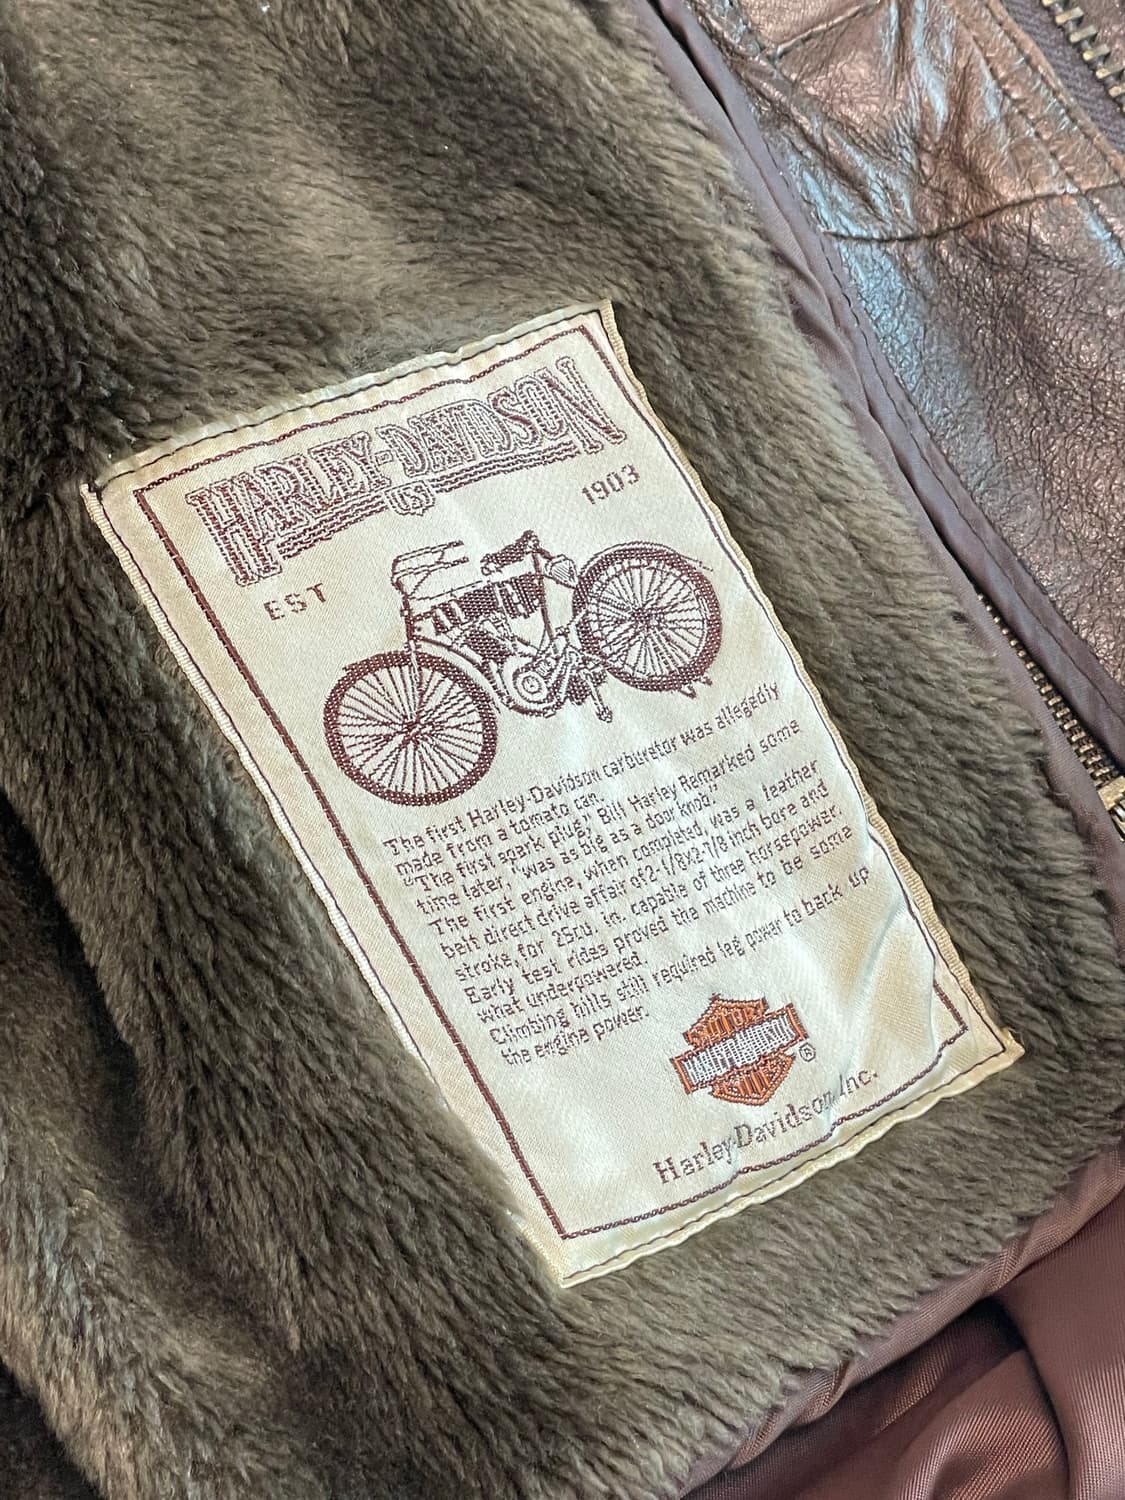 HARLEY-DAVIDSON
EST 1903
The first Harley-Davidson carburetor was allegedly
made from a tomato can.
"The first spark plug," Bill Harley Remarked some
time later, "was as big as a door knob."
The first engine, when completed, was a leather
belt direct drive affair of 2-1/8x2-7/8 inch bore and
stroke, for 25cu. in. capable of three horsepower.
Early test rides proved the machine to be some
what underpowered.
Climbing hills still required leg power to back up
the engine power.
MOTOR
HARLEY-DAVIDSON
®
Harley-Davidson, Inc.